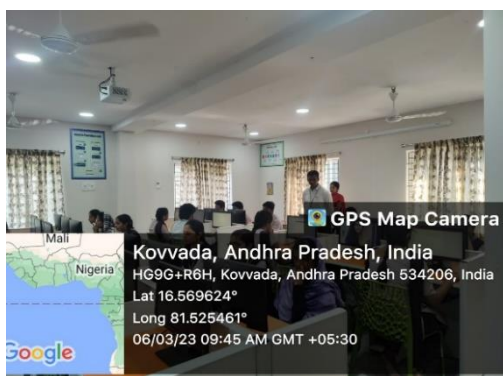 GPS Map Camera
Mali
Nigeria
Google
Kovvada, Andhra Pradesh, India
HG9G+R6H, Kovvada, Andhra Pradesh 534206, India
Lat 16.569624°
Long 81.525461°
06/03/23 09:45 AM GMT +05:30